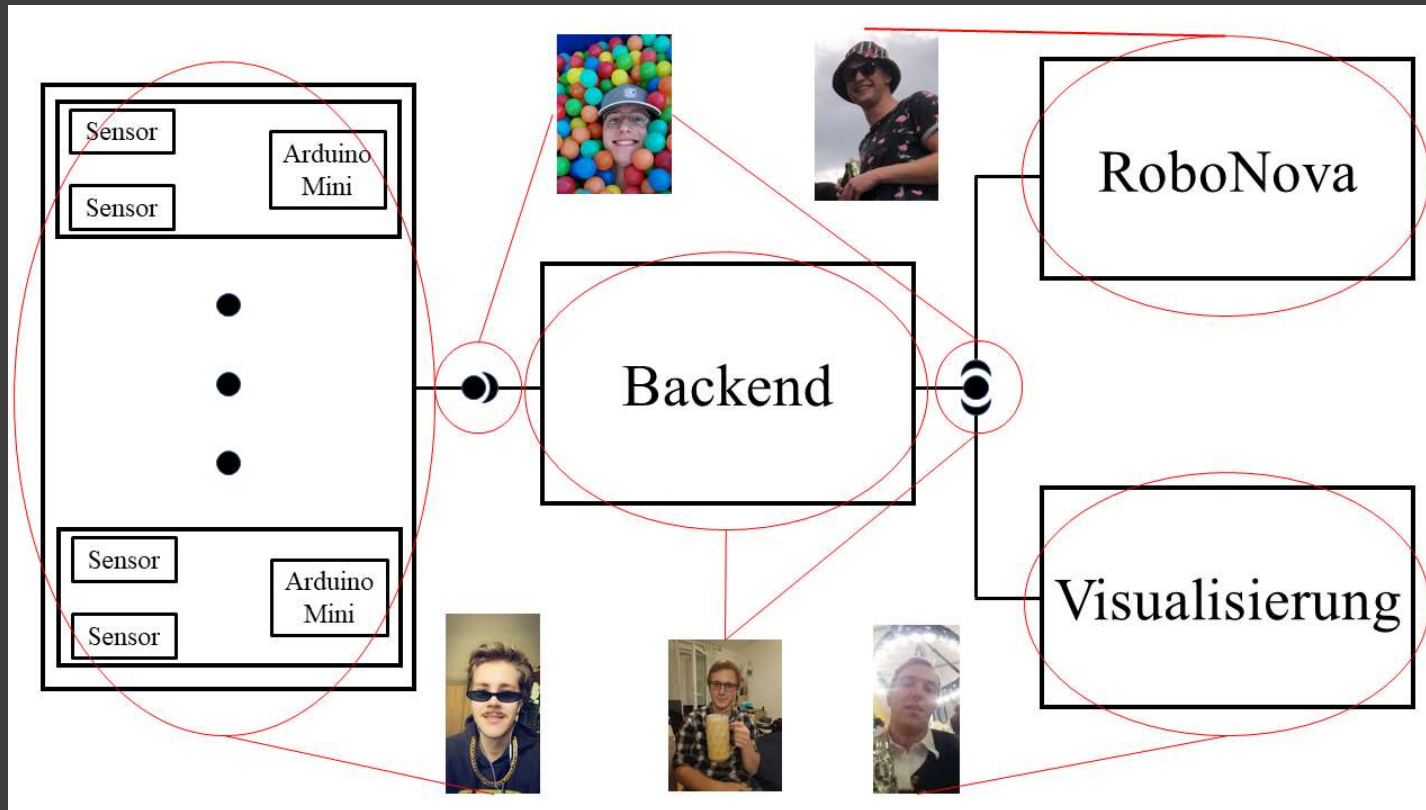 Sensor
Sensor
Arduino
Mini
RoboNova
Backend
Sensor
Sensor
Arduino
Mini
Visualisierung